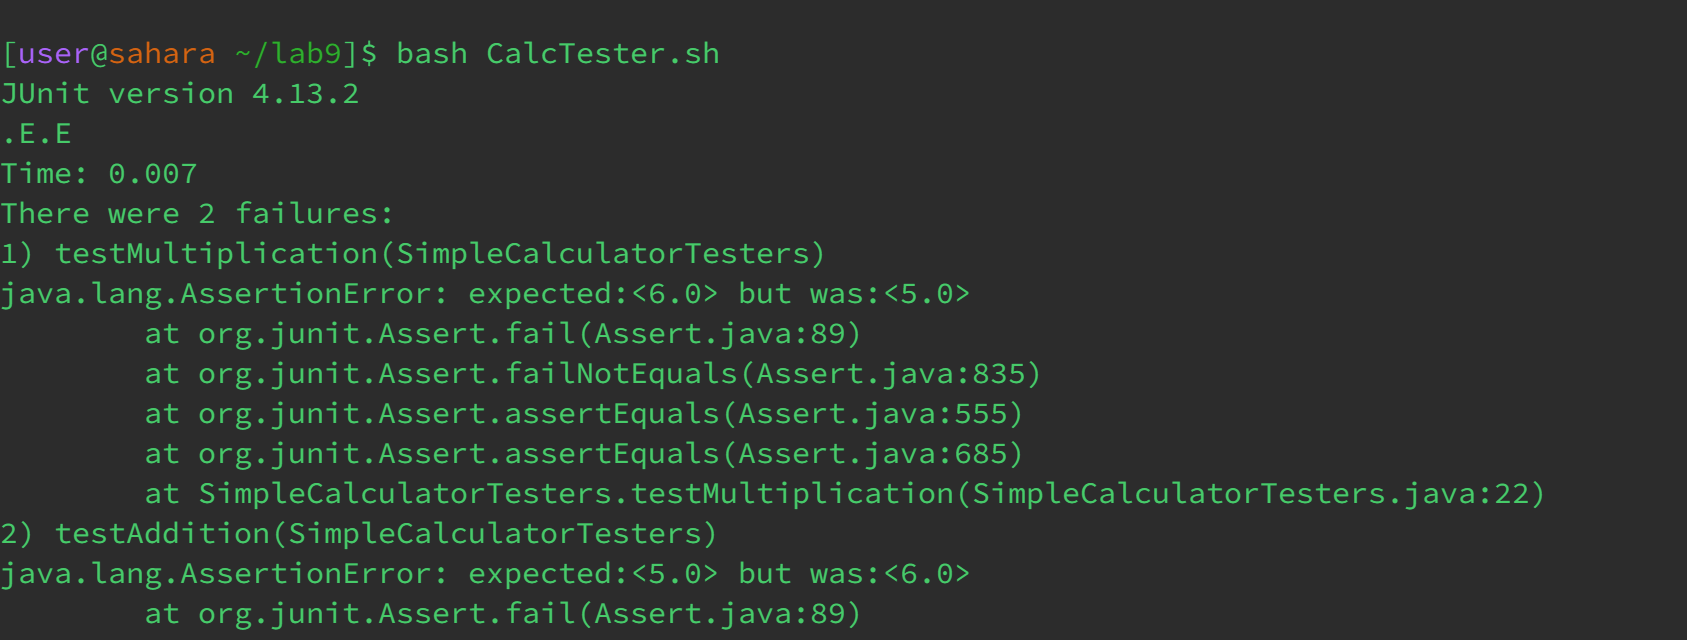 [user@sahara ~/lab9]$ bash CalcTester.sh
JUnit version 4.13.2
.E.E
Time: 0.007
There were 2 failures:
1) testMultiplication(SimpleCalculatorTesters)
java.lang.AssertionError: expected:<6.0> but was:<5.0>
        at org.junit.Assert.fail(Assert.java:89)
        at org.junit.Assert.failNotEquals(Assert.java:835)
        at org.junit.Assert.assertEquals(Assert.java:555)
        at org.junit.Assert.assertEquals(Assert.java:685)
        at SimpleCalculatorTesters.testMultiplication(SimpleCalculatorTesters.java:22)
2) testAddition(SimpleCalculatorTesters)
java.lang.AssertionError: expected:<5.0> but was:<6.0>
        at org.junit.Assert.fail(Assert.java:89)